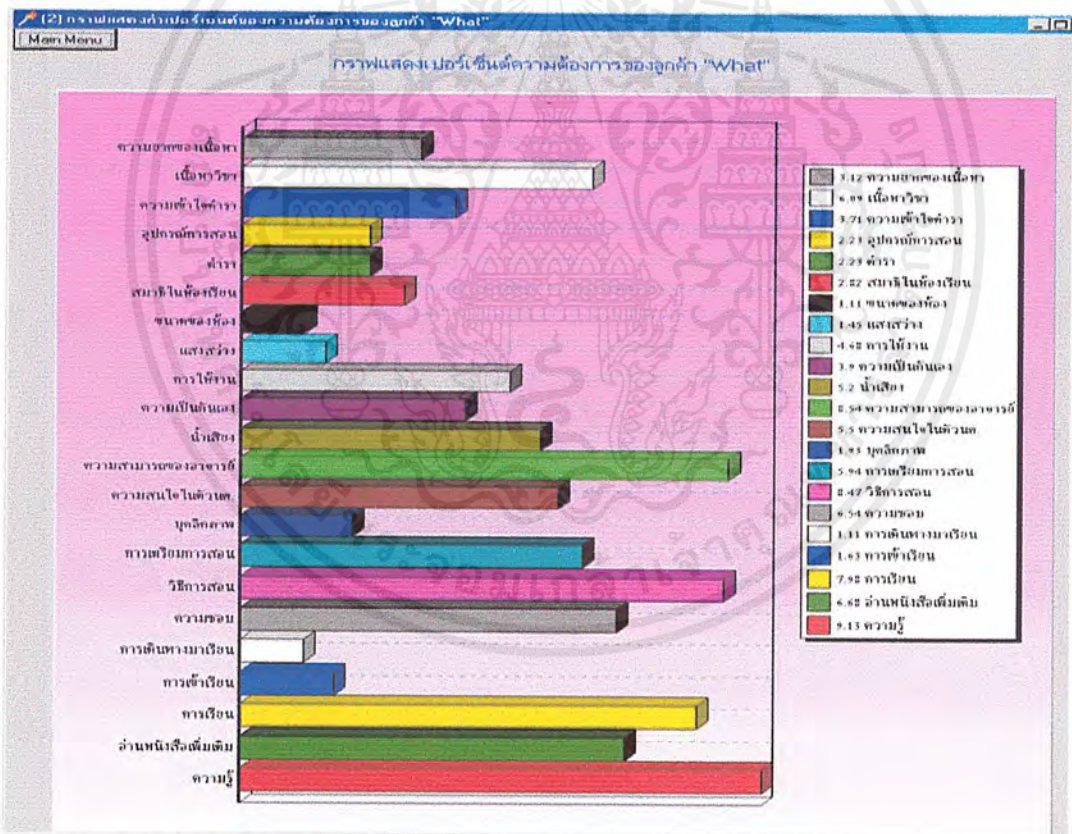 [2] กราฟแสดงค่าเปอร์เซนต์ของความต้องการของลูกค้า "What"
Main Menu
กราฟแสดงเปอร์เซ็นต์ความต้องการของลูกค้า "What"
ความยากของเนื้อหา
เนื้อหาวิชา
ความเข้าใจตำรา
อุปกรณ์การสอน
ตำรา
สมาธิในห้องเรียน
ขนาดของห้อง
แสงสว่าง
การให้งาน
ความเป็นกันเอง
น้ำเสียง
ความสามารถของอาจารย์
ความสนใจในตัวนศ.
บุคลิกภาพ
การเตรียมการสอน
วิธีการสอน
ความชอบ
การเดินทางมาเรียน
การเข้าเรียน
การเรียน
อ่านหนังสือเพิ่มเติม
ความรู้
3.12 ความยากของเนื้อหา
6.09 เนื้อหาวิชา
3.71 ความเข้าใจตำรา
2.23 อุปกรณ์การสอน
2.23 ตำรา
2.82 สมาธิในห้องเรียน
1.11 ขนาดของห้อง
1.45 แสงสว่าง
4.68 การให้งาน
3.9 ความเป็นกันเอง
5.2 น้ำเสียง
8.54 ความสามารถของอาจารย์
5.5 ความสนใจในตัวนศ.
1.93 บุคลิกภาพ
5.94 การเตรียมการสอน
8.47 วิธีการสอน
6.54 ความชอบ
1.11 การเดินทางมาเรียน
1.63 การเข้าเรียน
7.98 การเรียน
6.68 อ่านหนังสือเพิ่มเติม
9.13 ความรู้